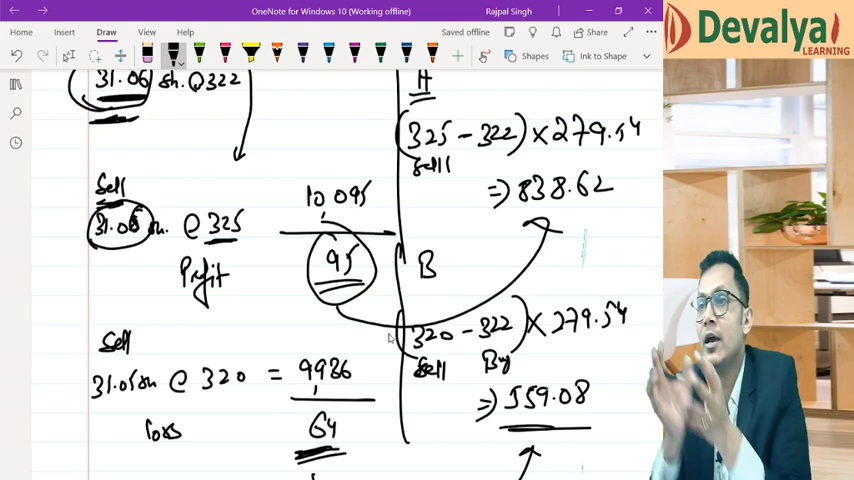 OneNote for Windows 10 (Working offline)
Rajpal Singh
Home
Insert
Draw
View
Help
Saved offline
Share
Shapes
Ink to Shape
Devalya
LEARNING
31.06 sh. @322
Sell
31.06 sh. @ 325
10095
95
Profit
Sell
31.05sh @ 320 = 9936
loss
64
H
(325 - 322) × 279.54
Sell
⇒ 838.62
B
(320 - 322) × 279.54
Sell
By
⇒ 559.08